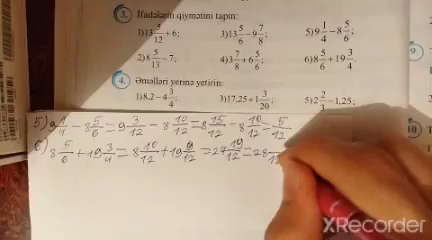 3. İfadələrin qiymətini tapın:
1) 13 5/12 + 6; 3) 13 5/6 - 9 7/8; 5) 9 1/4 - 8 5/6;
2) 8 5/13 - 7; 4) 3 7/8 + 6 5/6; 6) 8 5/6 + 19 3/4.
4. Əməlləri yerinə yetirin:
1) 8,2 - 4 3/4; 3) 17,25 + 1 3/20; 5) 2 2/3 - 1,25;
5) 9 1/4 - 8 5/6 = 9 3/12 - 8 10/12 = 8 15/12 - 8 10/12 = 5/12
6) 8 5/6 + 19 3/4 = 8 10/12 + 19 9/12 = 27 19/12 = 28
9
10
XRecorder